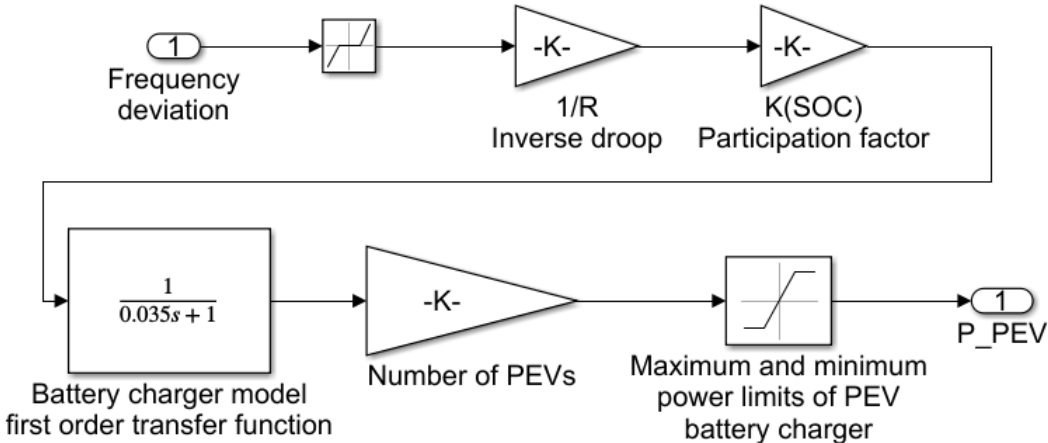 1
Frequency
deviation
-K-
1/R
Inverse droop
-K-
K(SOC)
Participation factor
1
0.035s + 1
Battery charger model
first order transfer function
-K-
Number of PEVs
Maximum and minimum
power limits of PEV
battery charger
1
P_PEV